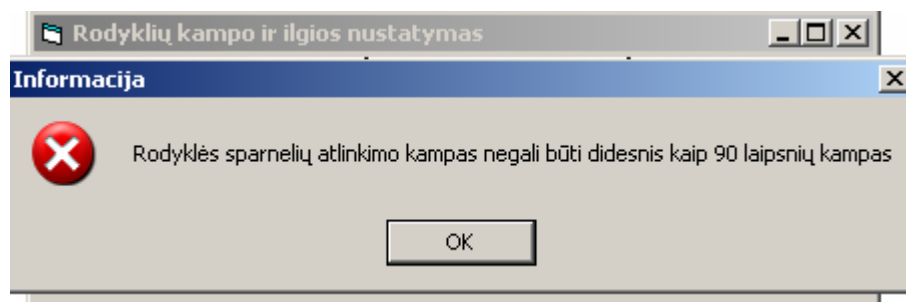 Rodyklių kampo ir ilgios nustatymas
Informacija
Rodyklės sparnelių atlinkimo kampas negali būti didesnis kaip 90 laipsnių kampas
OK